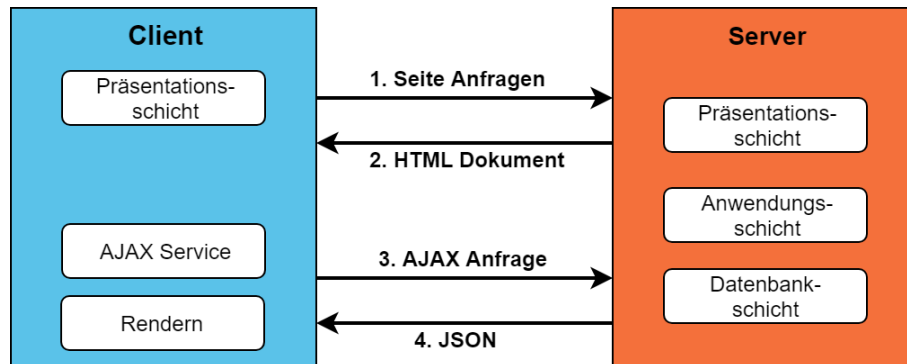 Client
Präsentations-
schicht
AJAX Service
Rendern
1. Seite Anfragen
2. HTML Dokument
3. AJAX Anfrage
4. JSON
Server
Präsentations-
schicht
Anwendungs-
schicht
Datenbank-
schicht